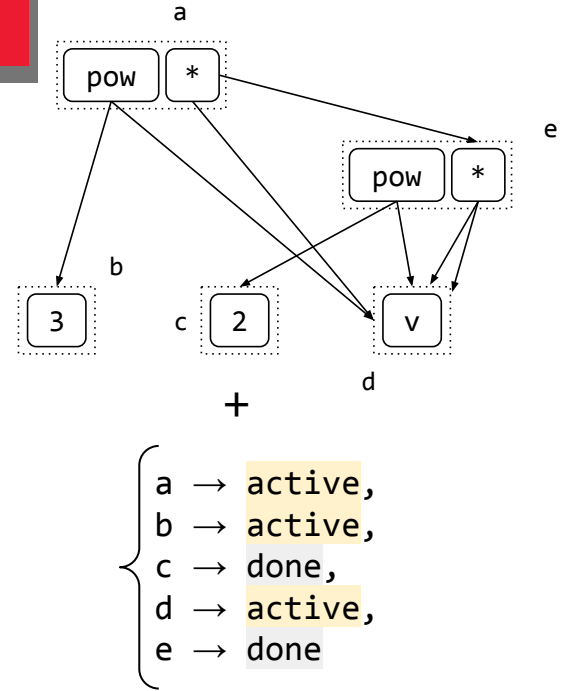 a
pow *
e
pow *
b
3
c 2
v
d
+
a → active,
b → active,
c → done,
d → active,
e → done